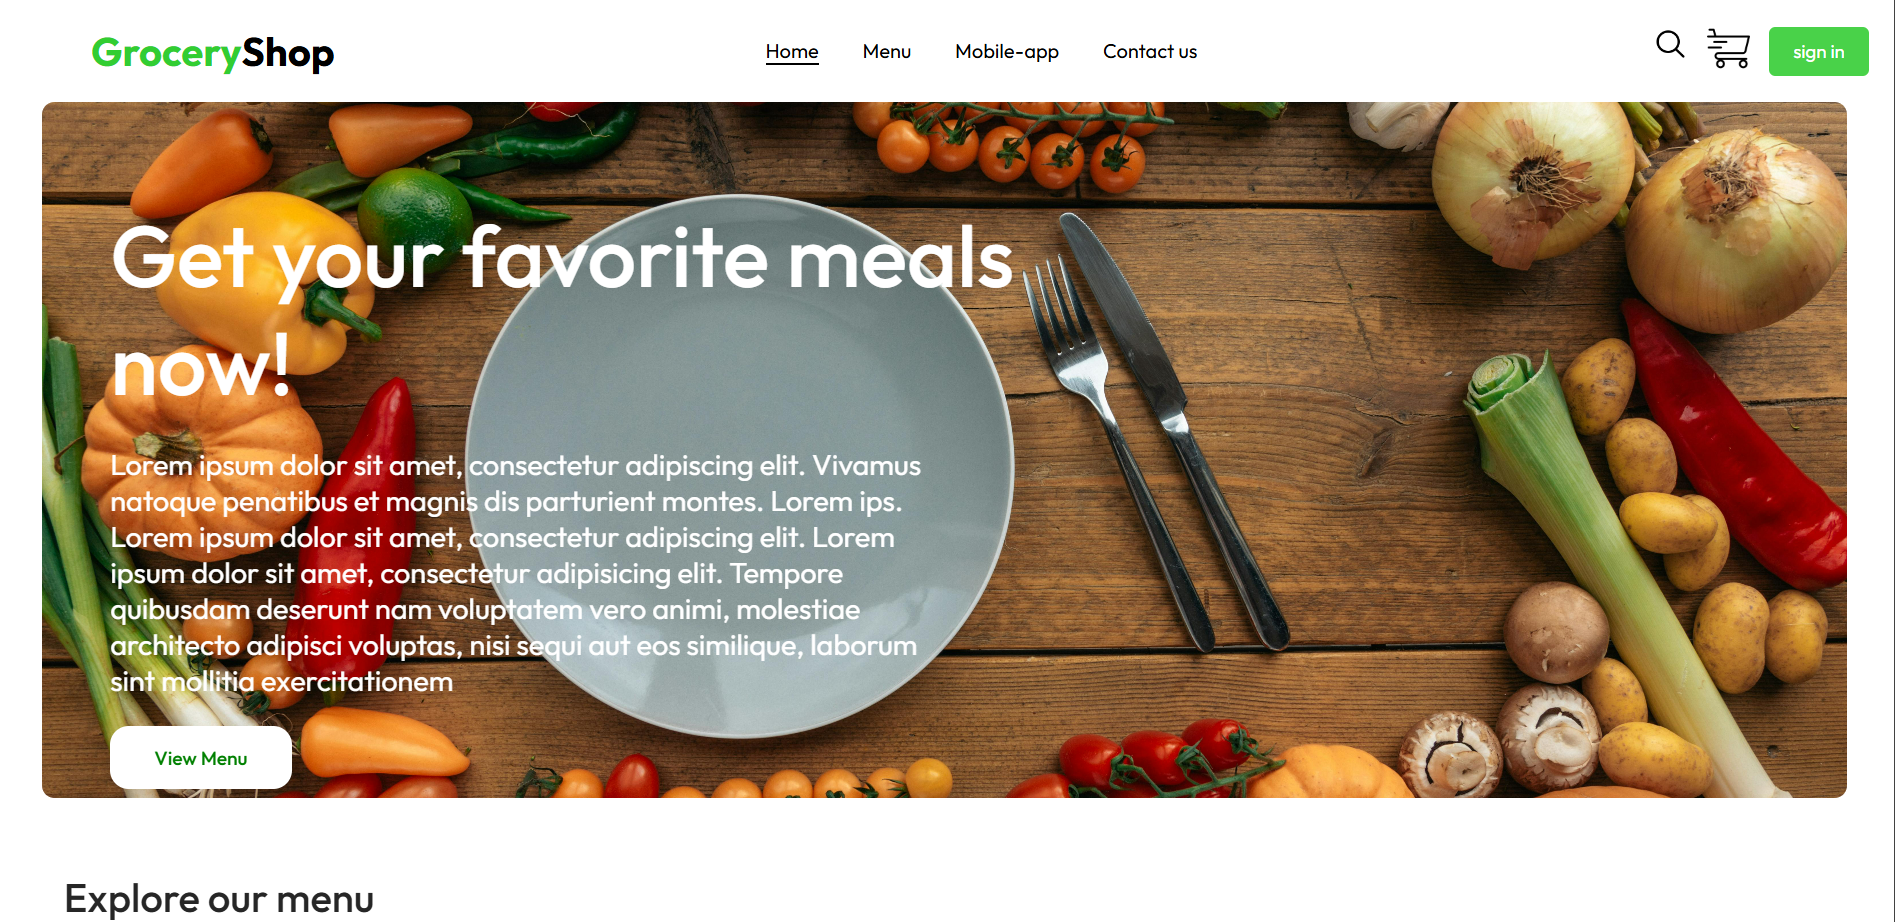 GroceryShop
Home Menu Mobile-app Contact us
sign in
Get your favorite meals
now!
Lorem ipsum dolor sit amet, consectetur adipiscing elit. Vivamus
natoque penatibus et magnis dis parturient montes. Lorem ips.
Lorem ipsum dolor sit amet, consectetur adipiscing elit. Lorem
ipsum dolor sit amet, consectetur adipisicing elit. Tempore
quibusdam deserunt nam voluptatem vero animi, molestiae
architecto adipisci voluptas, nisi sequi aut eos similique, laborum
sint mollitia exercitationem
View Menu
Explore our menu